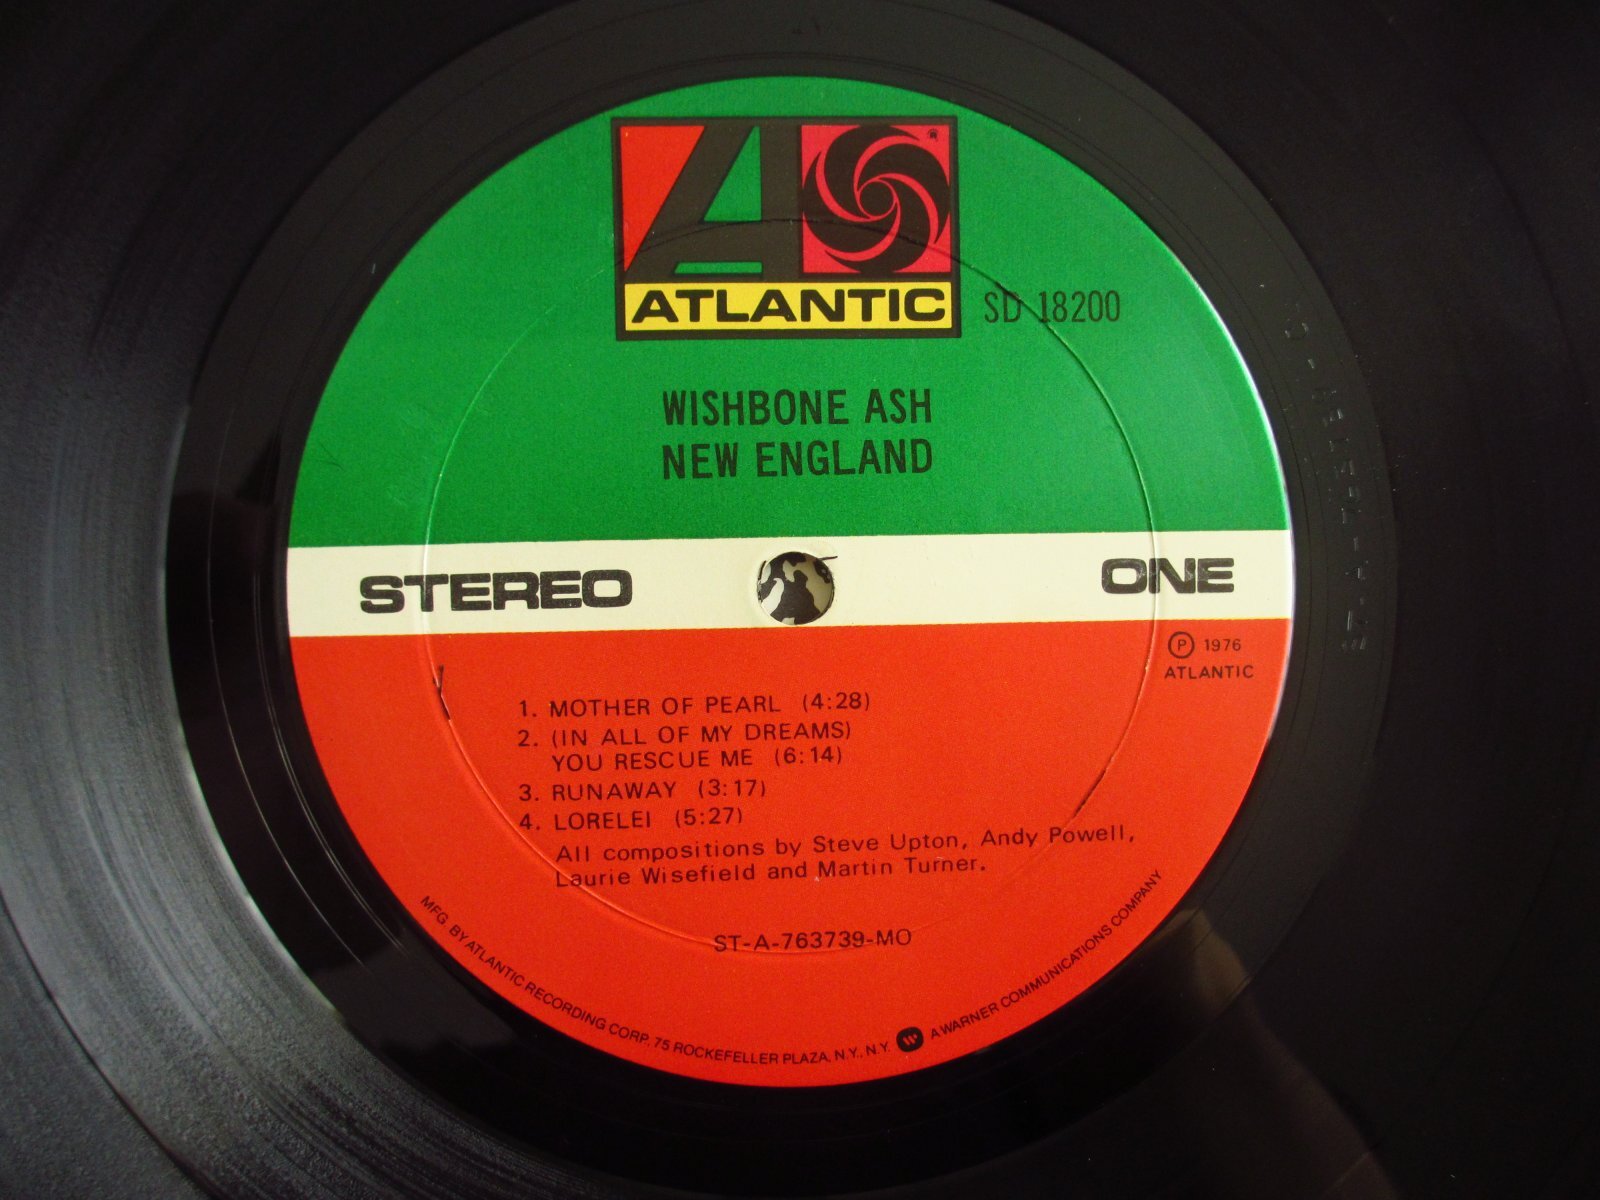 ATLANTIC
SD 18200
WISHBONE ASH
NEW ENGLAND
STEREO
ONE
Ⓟ 1976
ATLANTIC
1. MOTHER OF PEARL (4:28)
2. (IN ALL OF MY DREAMS)
YOU RESCUE ME (6:14)
3. RUNAWAY (3:17)
4. LORELEI (5:27)
All compositions by Steve Upton, Andy Powell,
Laurie Wisefield and Martin Turner.
ST-A-763739-MO
MFG. BY ATLANTIC RECORDING CORP., 75 ROCKEFELLER PLAZA, N.Y., N.Y. A WARNER COMMUNICATIONS COMPANY